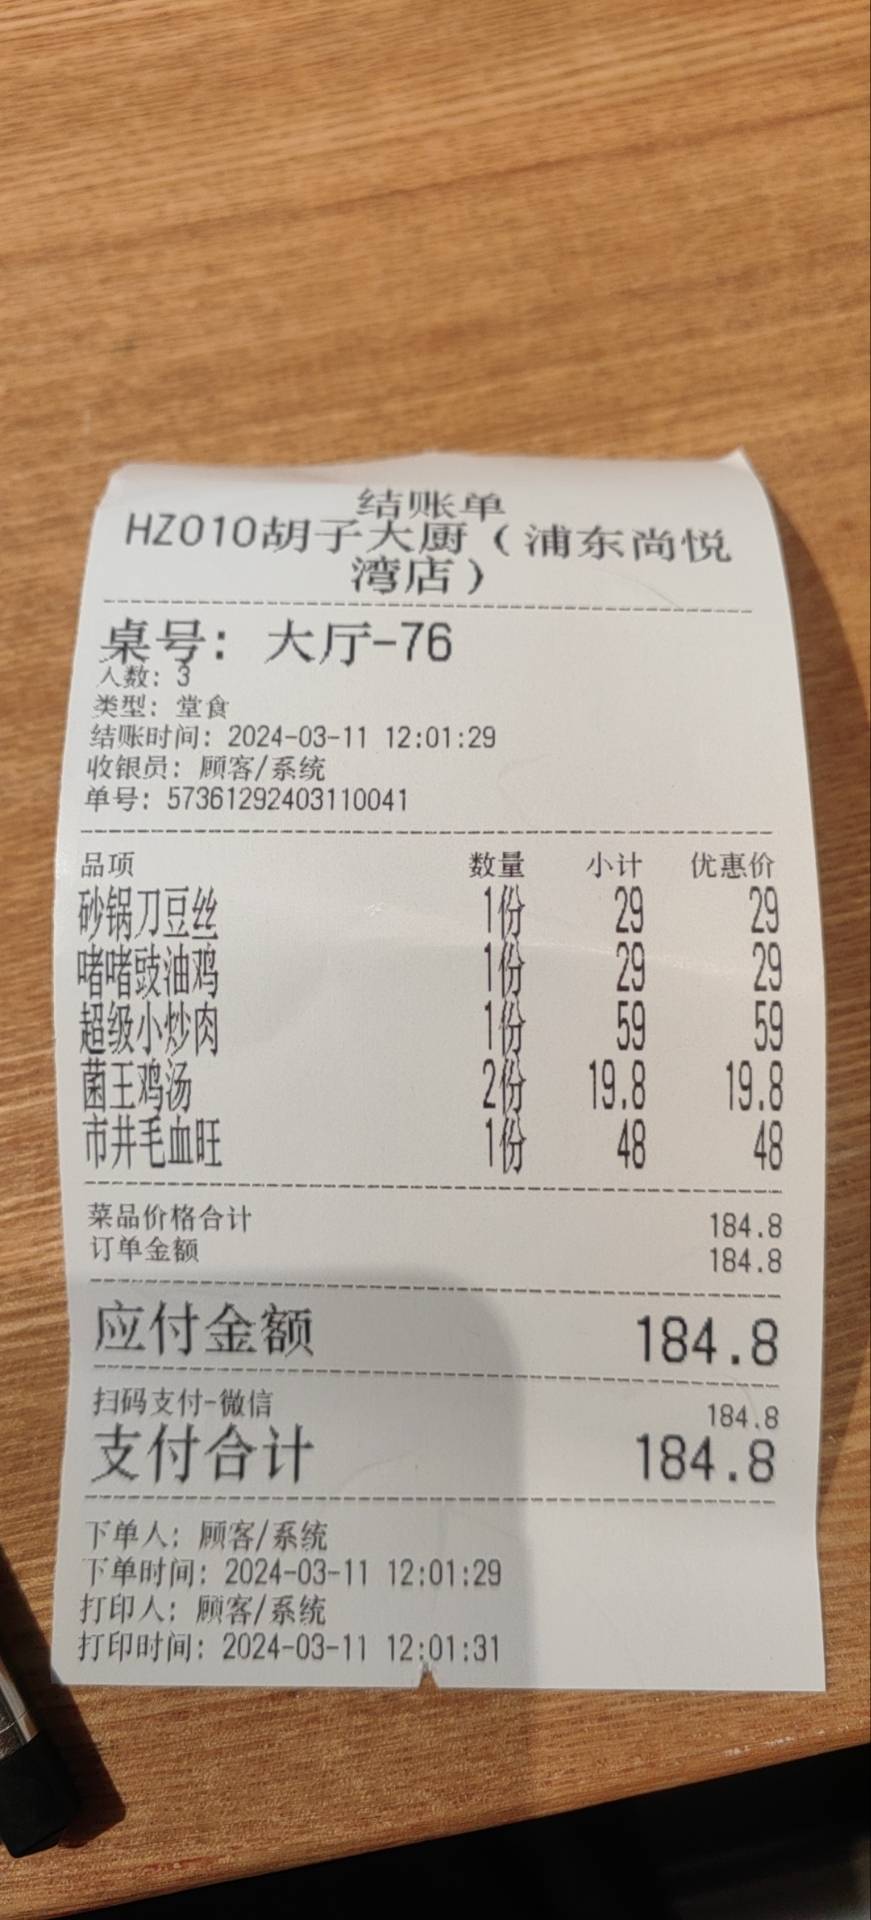 结账单
HZ010胡子大厨（浦东尚悦
湾店）
桌号: 大厅-76
人数: 3
类型: 堂食
结账时间: 2024-03-11 12:01:29
收银员: 顾客/系统
单号: 57361292403110041
品项 数量 小计 优惠价
砂锅刀豆丝 1份 29 29
啫啫豉油鸡 1份 29 29
超级小炒肉 1份 59 59
菌王鸡汤 2份 19.8 19.8
市井毛血旺 1份 48 48
菜品价格合计 184.8
订单金额 184.8
应付金额 184.8
扫码支付-微信 184.8
支付合计 184.8
下单人: 顾客/系统
下单时间: 2024-03-11 12:01:29
打印人: 顾客/系统
打印时间: 2024-03-11 12:01:31